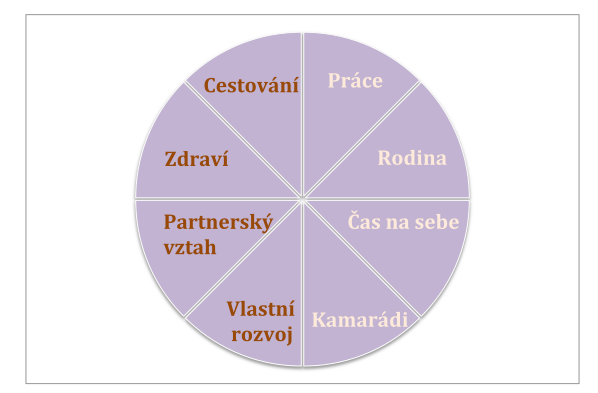 Cestování
Práce
Zdraví
Rodina
Partnerský
vztah
Čas na sebe
Vlastní
rozvoj
Kamarádi